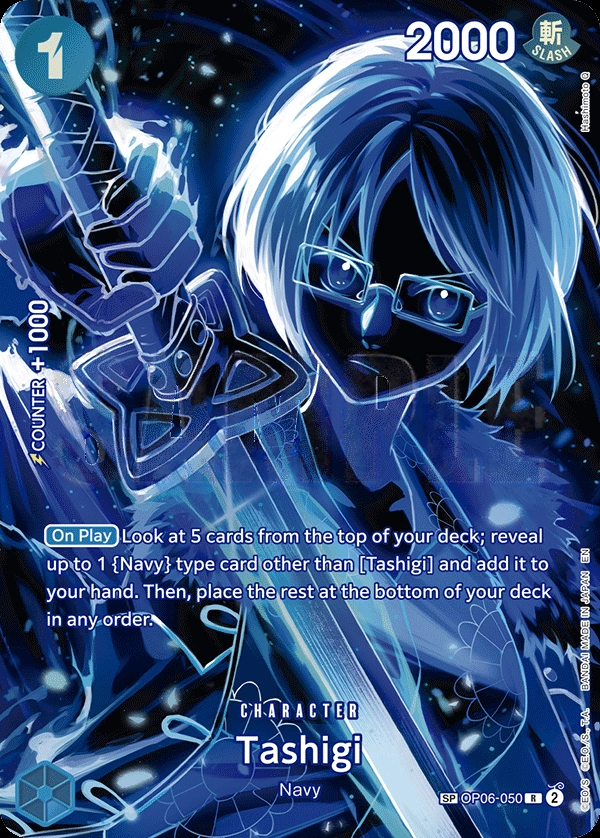 1
2000
斬
SLASH
Hashimoto Q
COUNTER +1000
SAMPLE
On Play Look at 5 cards from the top of your deck; reveal
up to 1 {Navy} type card other than [Tashigi] and add it to
your hand. Then, place the rest at the bottom of your deck
in any order.
CHARACTER
Tashigi
Navy
SP OP06-050 R 2
©EO/S ©E.O./S.,T.A. BANDAI MADE IN JAPAN EN